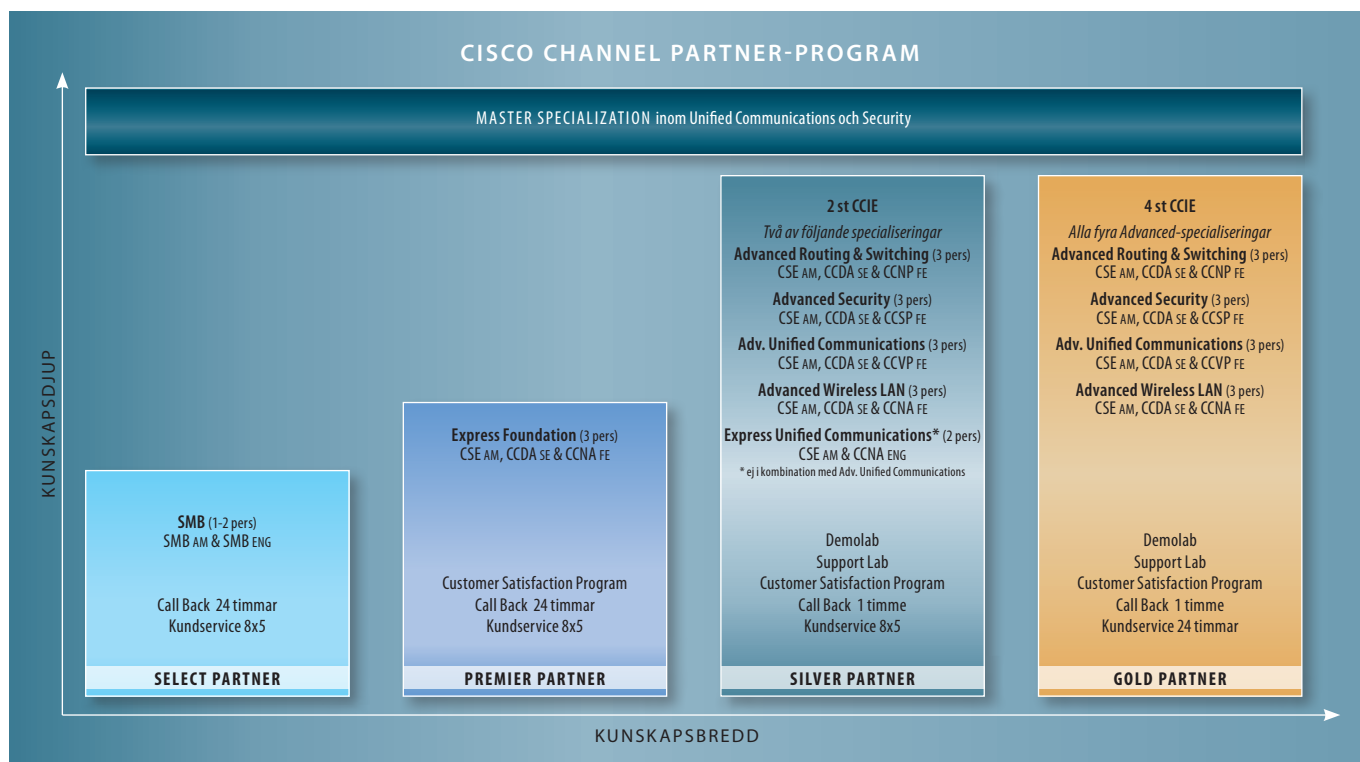 CISCO CHANNEL PARTNER-PROGRAM
MASTER SPECIALIZATION inom Unified Communications och Security
KUNSKAPSDJUP
SMB (1-2 pers)
SMB AM & SMB ENG
Call Back 24 timmar
Kundservice 8x5
SELECT PARTNER
Express Foundation (3 pers)
CSE AM, CCDA SE & CCNA FE
Customer Satisfaction Program
Call Back 24 timmar
Kundservice 8x5
PREMIER PARTNER
2 st CCIE
Två av följande specialiseringar
Advanced Routing & Switching (3 pers)
CSE AM, CCDA SE & CCNP FE
Advanced Security (3 pers)
CSE AM, CCDA SE & CCSP FE
Adv. Unified Communications (3 pers)
CSE AM, CCDA SE & CCVP FE
Advanced Wireless LAN (3 pers)
CSE AM, CCDA SE & CCNA FE
Express Unified Communications* (2 pers)
CSE AM & CCNA ENG
* ej i kombination med Adv. Unified Communications
Demolab
Support Lab
Customer Satisfaction Program
Call Back 1 timme
Kundservice 8x5
SILVER PARTNER
4 st CCIE
Alla fyra Advanced-specialiseringar
Advanced Routing & Switching (3 pers)
CSE AM, CCDA SE & CCNP FE
Advanced Security (3 pers)
CSE AM, CCDA SE & CCSP FE
Adv. Unified Communications (3 pers)
CSE AM, CCDA SE & CCVP FE
Advanced Wireless LAN (3 pers)
CSE AM, CCDA SE & CCNA FE
Demolab
Support Lab
Customer Satisfaction Program
Call Back 1 timme
Kundservice 24 timmar
GOLD PARTNER
KUNSKAPSBREDD